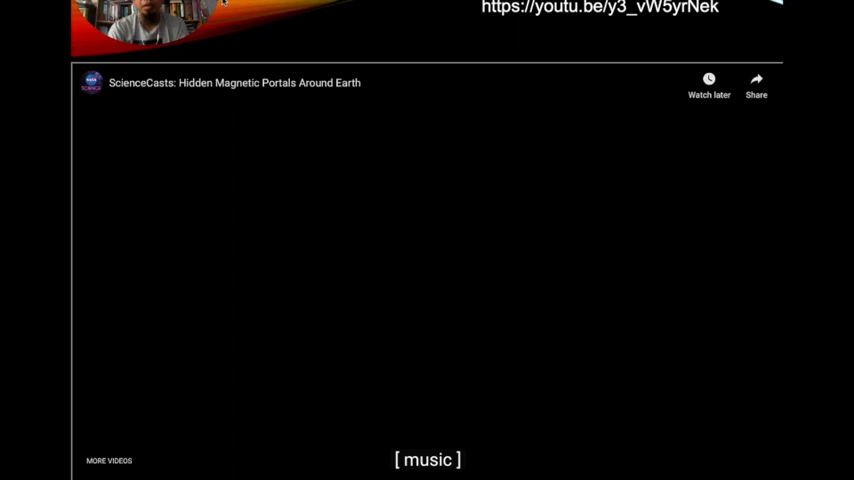 https://youtu.be/y3_vW5yrNek
ScienceCasts: Hidden Magnetic Portals Around Earth
Watch later
Share
MORE VIDEOS
[ music ]